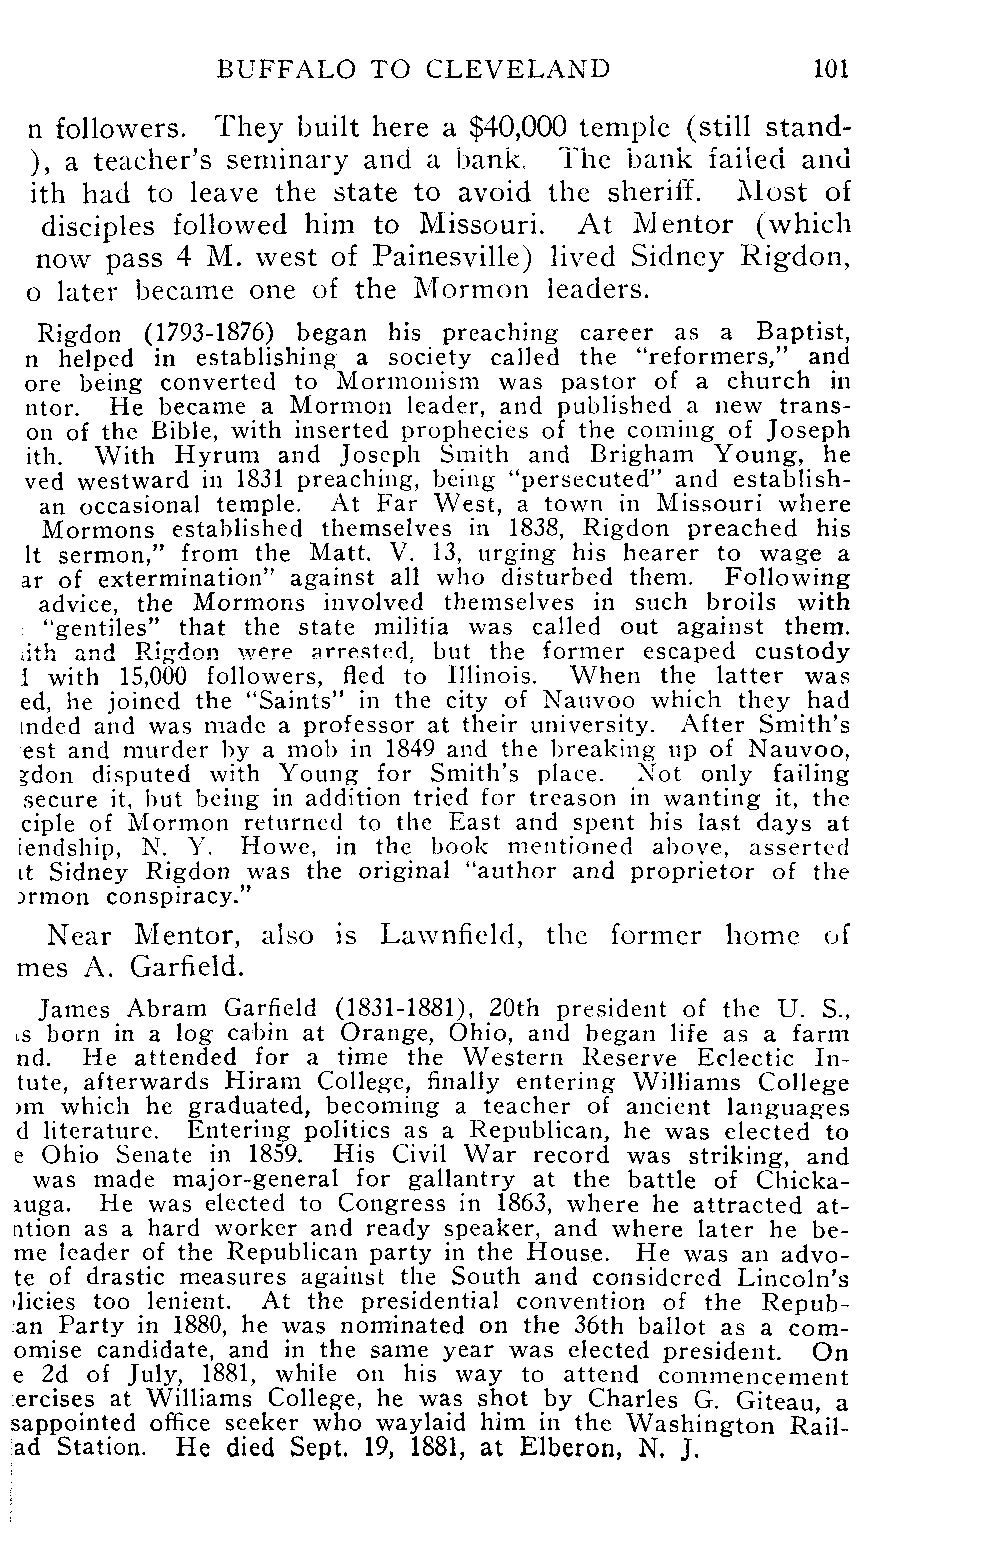 BUFFALO TO CLEVELAND 101
n followers. They built here a $40,000 temple (still stand-
), a teacher's seminary and a bank. The bank failed and
ith had to leave the state to avoid the sheriff. Most of
disciples followed him to Missouri. At Mentor (which
now pass 4 M. west of Painesville) lived Sidney Rigdon,
o later became one of the Mormon leaders.
Rigdon (1793-1876) began his preaching career as a Baptist,
n helped in establishing a society called the "reformers," and
ore being converted to Mormonism was pastor of a church in
ntor. He became a Mormon leader, and published a new trans-
on of the Bible, with inserted prophecies of the coming of Joseph
ith. With Hyrum and Joseph Smith and Brigham Young, he
ved westward in 1831 preaching, being "persecuted" and establish-
an occasional temple. At Far West, a town in Missouri where
Mormons established themselves in 1838, Rigdon preached his
lt sermon," from the Matt. V. 13, urging his hearer to wage a
ar of extermination" against all who disturbed them. Following
advice, the Mormons involved themselves in such broils with
"gentiles" that the state militia was called out against them.
ith and Rigdon were arrested, but the former escaped custody
l with 15,000 followers, fled to Illinois. When the latter was
ed, he joined the "Saints" in the city of Nauvoo which they had
nded and was made a professor at their university. After Smith's
est and murder by a mob in 1849 and the breaking up of Nauvoo,
gdon disputed with Young for Smith's place. Not only failing
secure it, but being in addition tried for treason in wanting it, the
ciple of Mormon returned to the East and spent his last days at
iendship, N. Y. Howe, in the book mentioned above, asserted
t Sidney Rigdon was the original "author and proprietor of the
ormon conspiracy."
Near Mentor, also is Lawnfield, the former home of
mes A. Garfield.
James Abram Garfield (1831-1881), 20th president of the U. S.,
s born in a log cabin at Orange, Ohio, and began life as a farm
nd. He attended for a time the Western Reserve Eclectic In-
tute, afterwards Hiram College, finally entering Williams College
om which he graduated, becoming a teacher of ancient languages
d literature. Entering politics as a Republican, he was elected to
e Ohio Senate in 1859. His Civil War record was striking, and
was made major-general for gallantry at the battle of Chicka-
auga. He was elected to Congress in 1863, where he attracted at-
ntion as a hard worker and ready speaker, and where later he be-
me leader of the Republican party in the House. He was an advo-
te of drastic measures against the South and considered Lincoln's
licies too lenient. At the presidential convention of the Repub-
an Party in 1880, he was nominated on the 36th ballot as a com-
omise candidate, and in the same year was elected president. On
e 2d of July, 1881, while on his way to attend commencement
ercises at Williams College, he was shot by Charles G. Giteau, a
sappointed office seeker who waylaid him in the Washington Rail-
ad Station. He died Sept. 19, 1881, at Elberon, N. J.